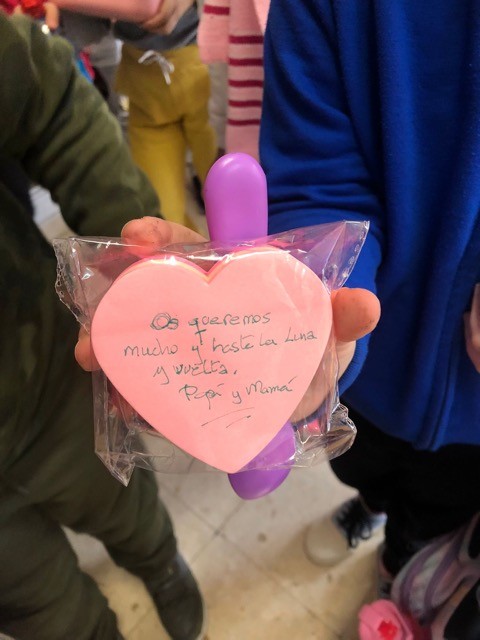 Os queremos
mucho y hasta la Luna
y vuelta.
Papá y Mamá